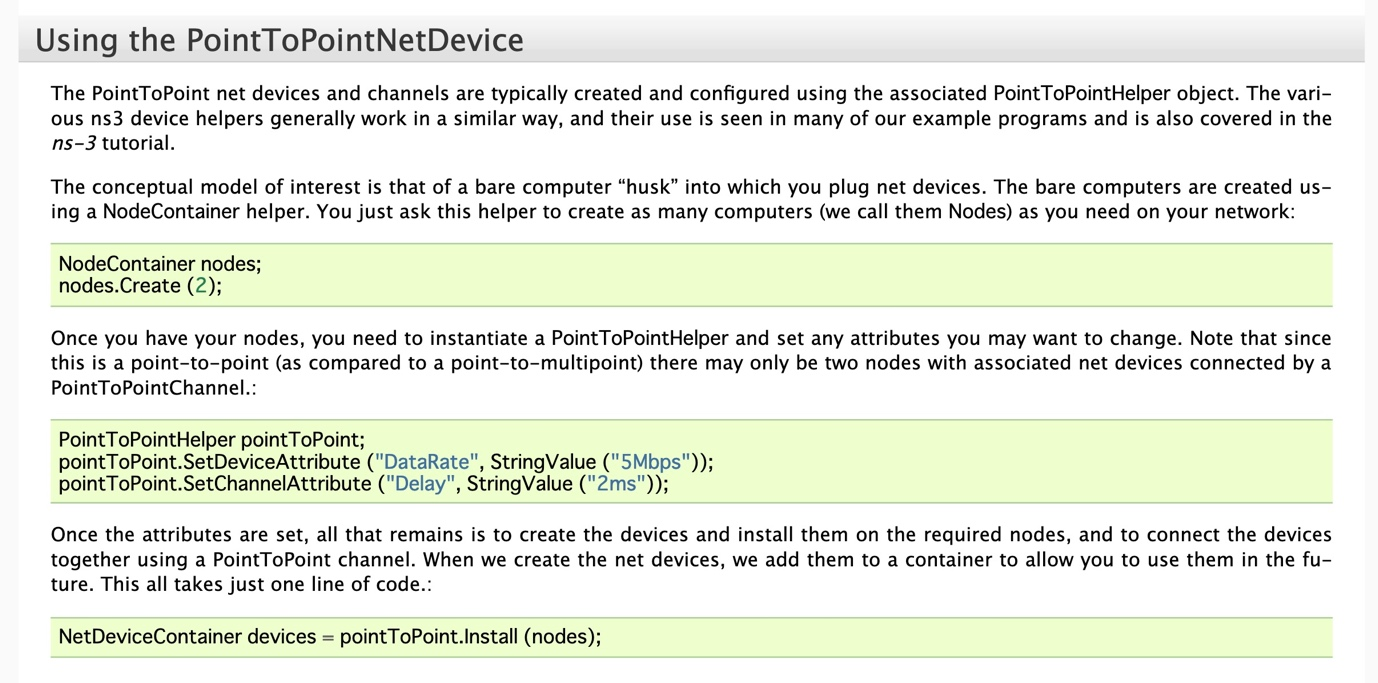 Using the PointToPointNetDevice
The PointToPoint net devices and channels are typically created and configured using the associated PointToPointHelper object. The vari-
ous ns3 device helpers generally work in a similar way, and their use is seen in many of our example programs and is also covered in the
ns-3 tutorial.
The conceptual model of interest is that of a bare computer “husk” into which you plug net devices. The bare computers are created us-
ing a NodeContainer helper. You just ask this helper to create as many computers (we call them Nodes) as you need on your network:
NodeContainer nodes;
nodes.Create (2);
Once you have your nodes, you need to instantiate a PointToPointHelper and set any attributes you may want to change. Note that since
this is a point-to-point (as compared to a point-to-multipoint) there may only be two nodes with associated net devices connected by a
PointToPointChannel.:
PointToPointHelper pointToPoint;
pointToPoint.SetDeviceAttribute ("DataRate", StringValue ("5Mbps"));
pointToPoint.SetChannelAttribute ("Delay", StringValue ("2ms"));
Once the attributes are set, all that remains is to create the devices and install them on the required nodes, and to connect the devices
together using a PointToPoint channel. When we create the net devices, we add them to a container to allow you to use them in the fu-
ture. This all takes just one line of code.:
NetDeviceContainer devices = pointToPoint.Install (nodes);